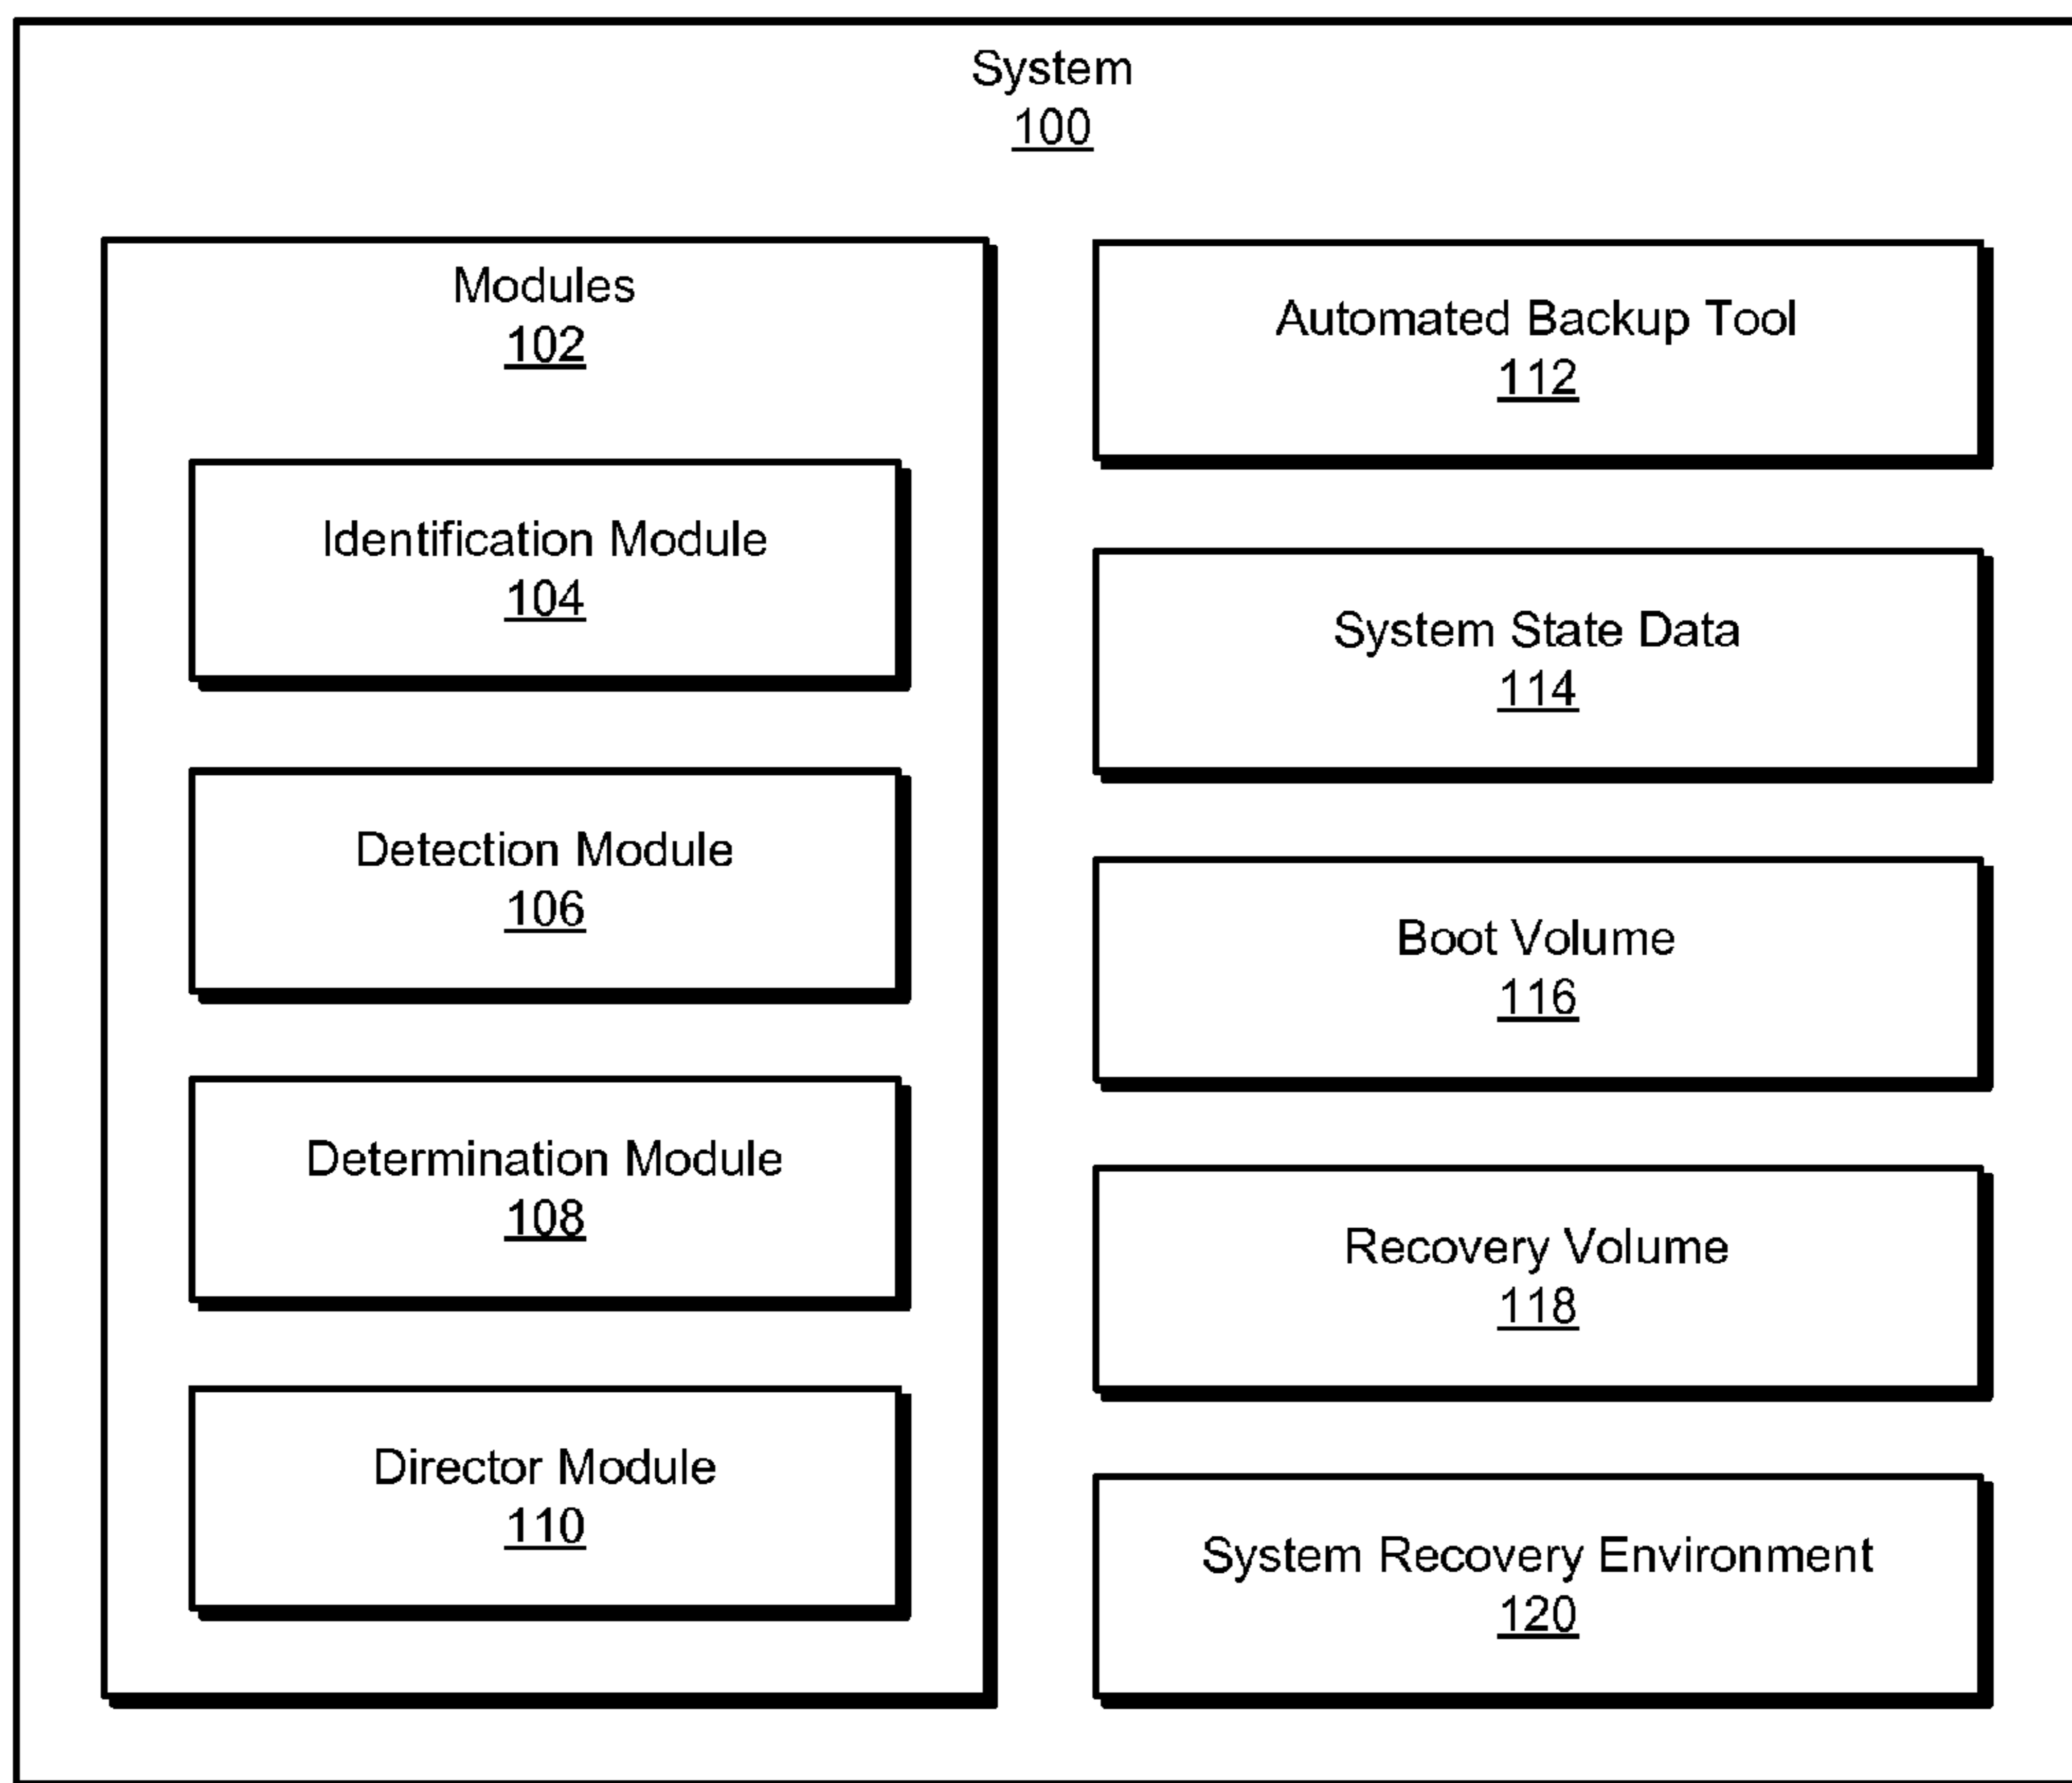 System
100
Modules
102
Identification Module
104
Detection Module
106
Determination Module
108
Director Module
110
Automated Backup Tool
112
System State Data
114
Boot Volume
116
Recovery Volume
118
System Recovery Environment
120